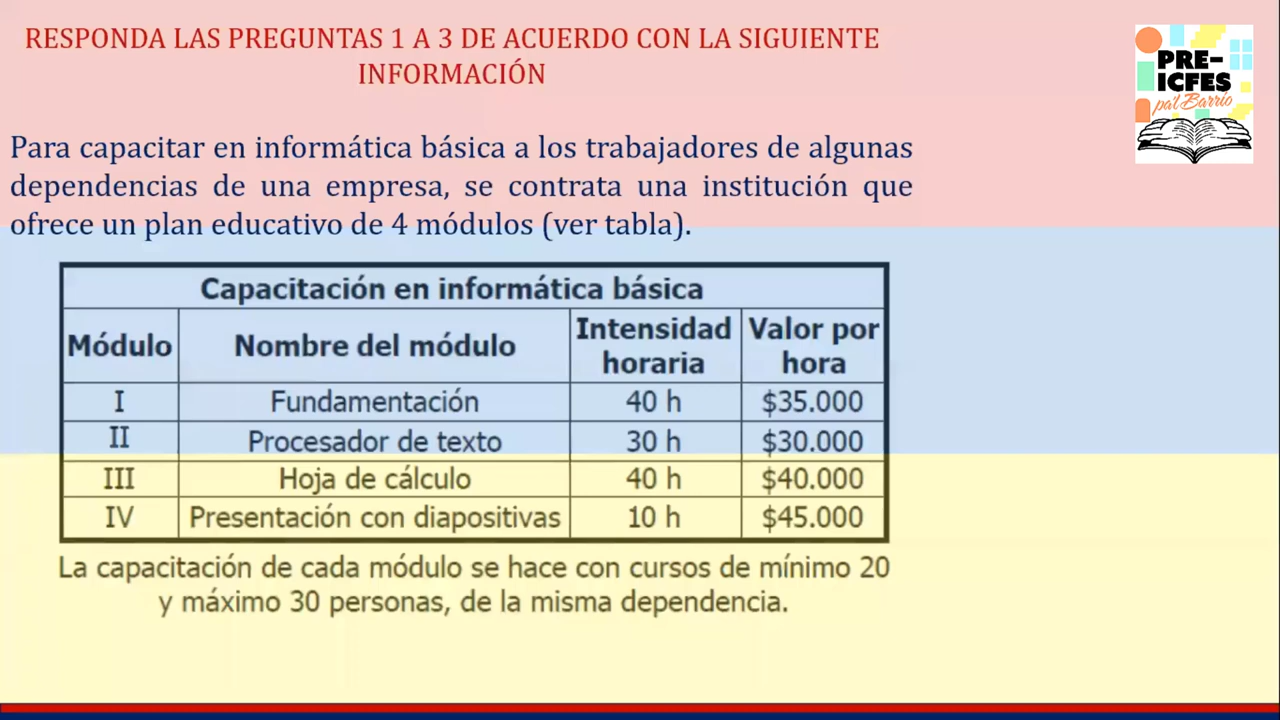 RESPONDA LAS PREGUNTAS 1 A 3 DE ACUERDO CON LA SIGUIENTE
INFORMACIÓN
PRE-
ICFES
pa'l Barrio
Para capacitar en informática básica a los trabajadores de algunas
dependencias de una empresa, se contrata una institución que
ofrece un plan educativo de 4 módulos (ver tabla).
Capacitación en informática básica
Módulo Nombre del módulo Intensidad horaria Valor por hora
I Fundamentación 40 h $35.000
II Procesador de texto 30 h $30.000
III Hoja de cálculo 40 h $40.000
IV Presentación con diapositivas 10 h $45.000
La capacitación de cada módulo se hace con cursos de mínimo 20
y máximo 30 personas, de la misma dependencia.